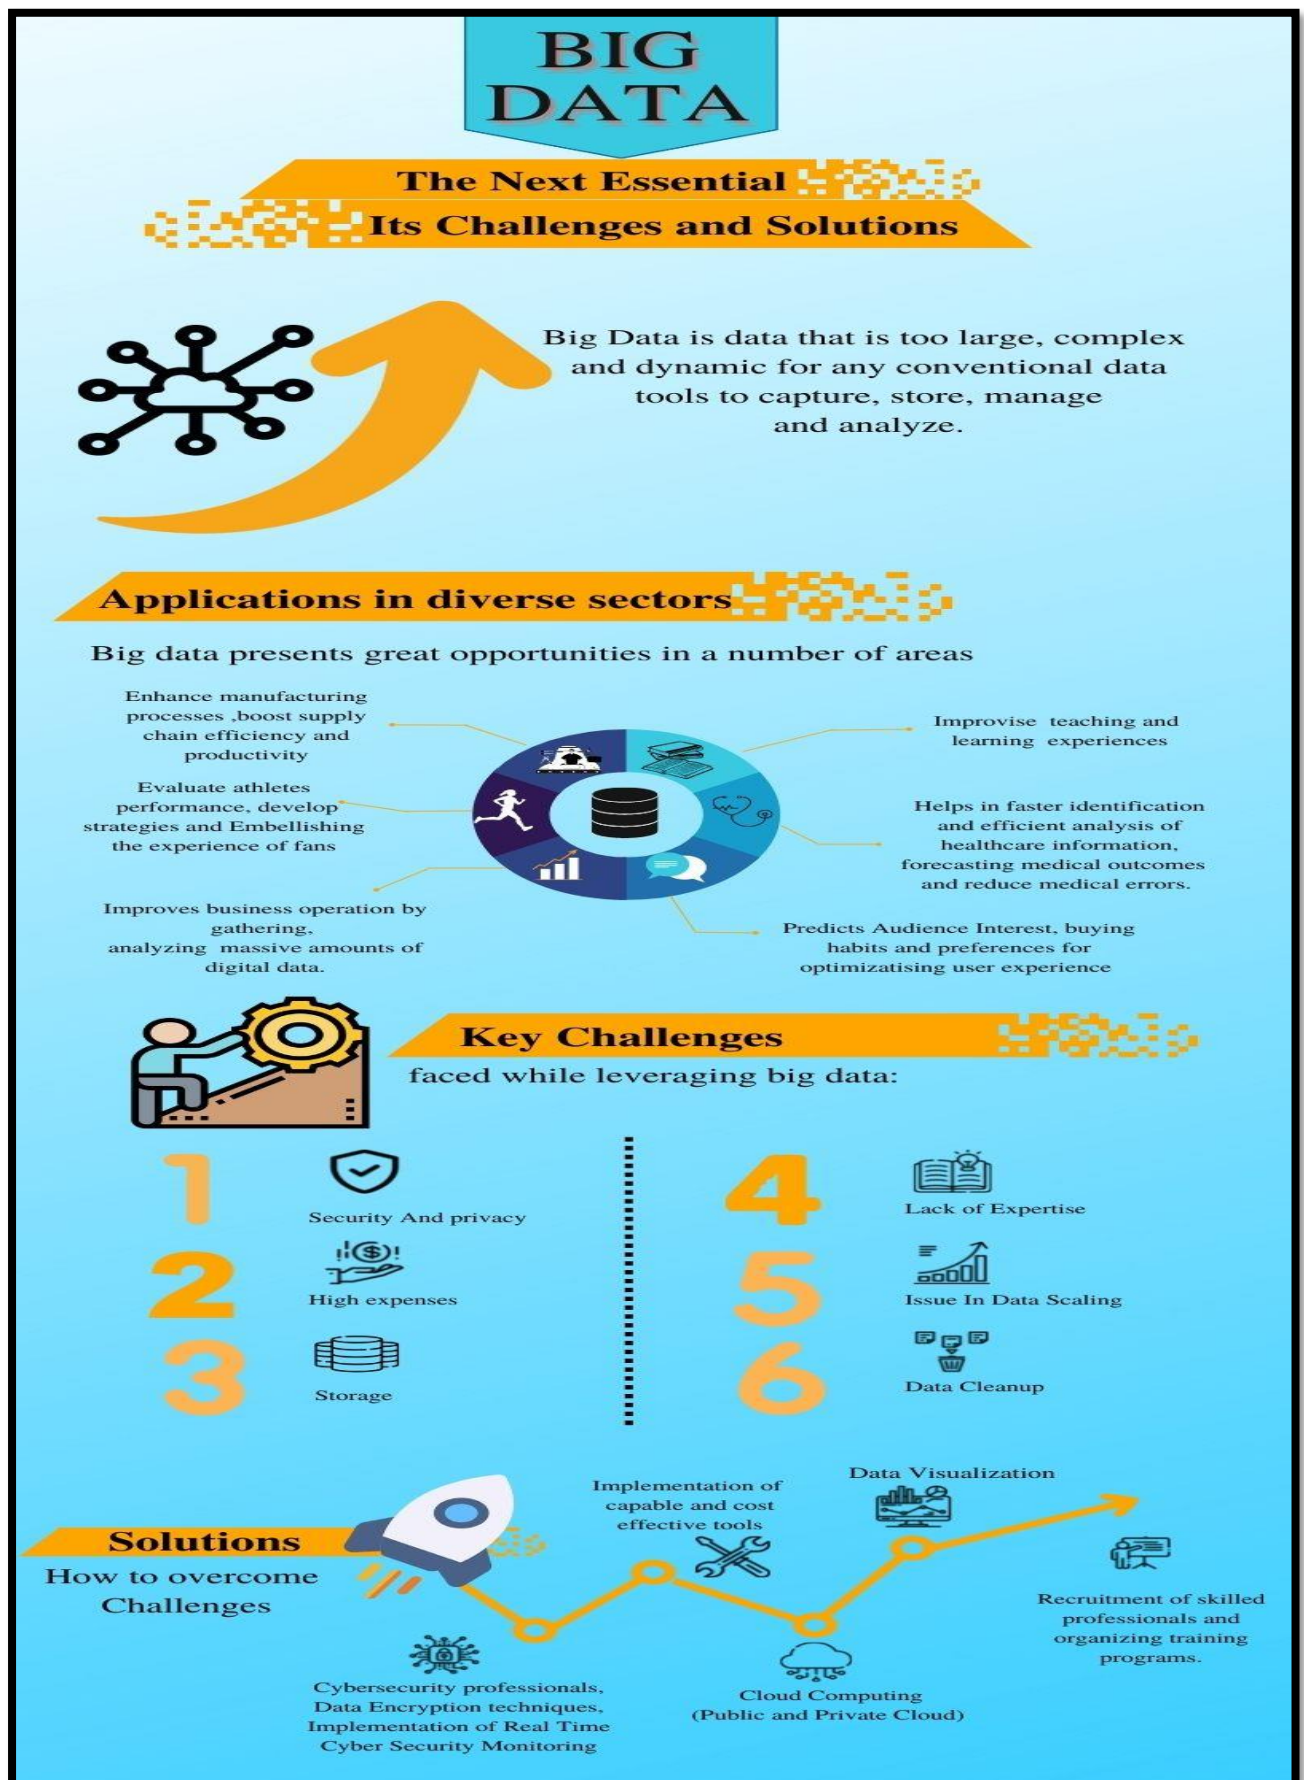 BIG
DATA
The Next Essential
Its Challenges and Solutions
Big Data is data that is too large, complex
and dynamic for any conventional data
tools to capture, store, manage
and analyze.
Applications in diverse sectors
Big data presents great opportunities in a number of areas
Enhance manufacturing
processes ,boost supply
chain efficiency and
productivity
Evaluate athletes
performance, develop
strategies and Embellishing
the experience of fans
Improves business operation by
gathering,
analyzing massive amounts of
digital data.
Improvise teaching and
learning experiences
Helps in faster identification
and efficient analysis of
healthcare information,
forecasting medical outcomes
and reduce medical errors.
Predicts Audience Interest, buying
habits and preferences for
optimizatising user experience
Key Challenges
faced while leveraging big data:
1
Security And privacy
2
High expenses
3
Storage
4
Lack of Expertise
5
Issue In Data Scaling
6
Data Cleanup
Solutions
How to overcome
Challenges
Cybersecurity professionals,
Data Encryption techniques,
Implementation of Real Time
Cyber Security Monitoring
Implementation of
capable and cost
effective tools
Cloud Computing
(Public and Private Cloud)
Data Visualization
Recruitment of skilled
professionals and
organizing training
programs.